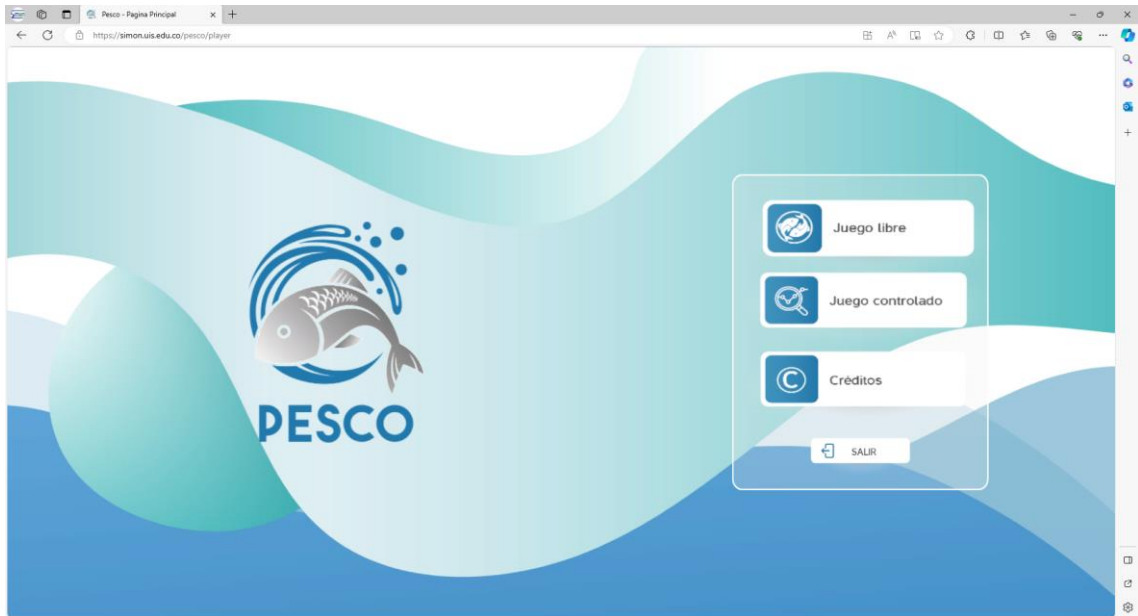 Pesco - Pagina Principal
https://simon.uis.edu.co/pesco/player
PESCO
Juego libre
Juego controlado
C
Créditos
SALIR